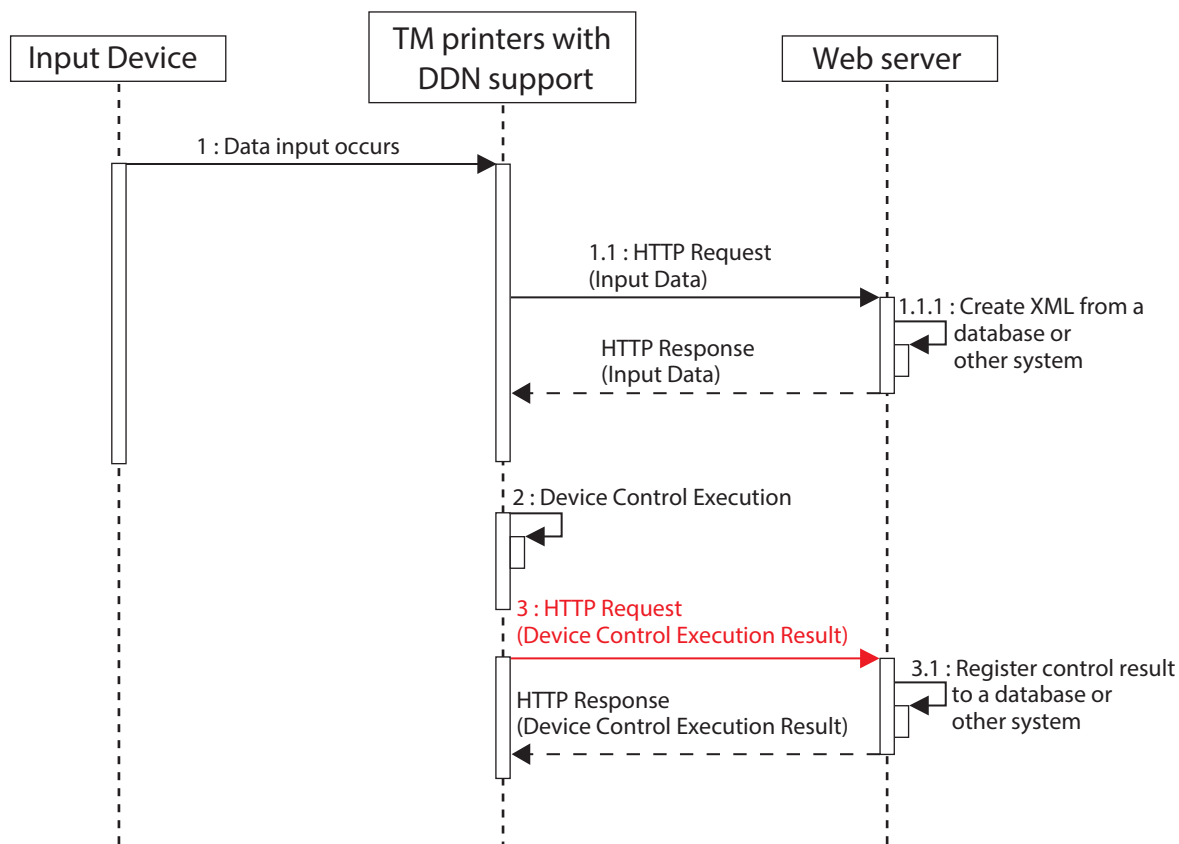 Input Device
TM printers with
DDN support
Web server
1 : Data input occurs
1.1 : HTTP Request
(Input Data)
1.1.1 : Create XML from a
database or
other system
HTTP Response
(Input Data)
2 : Device Control Execution
3 : HTTP Request
(Device Control Execution Result)
3.1 : Register control result
to a database or
other system
HTTP Response
(Device Control Execution Result)